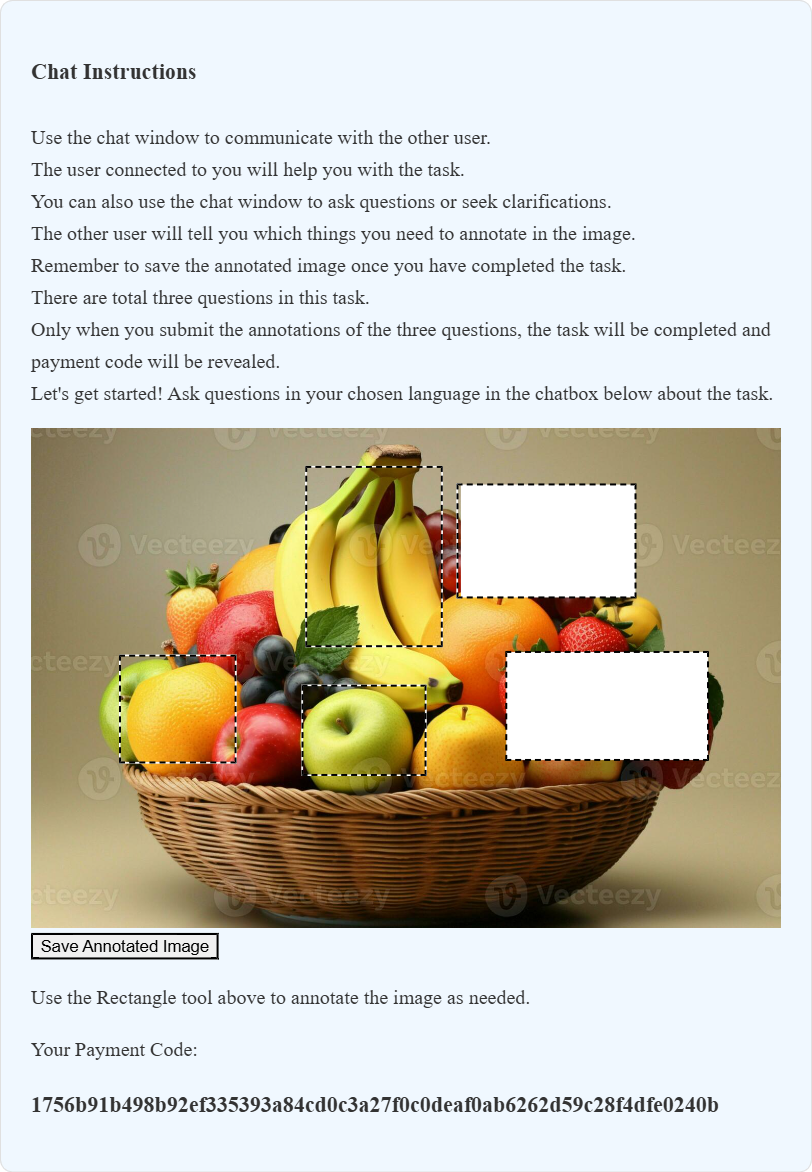 Chat Instructions
Use the chat window to communicate with the other user.
The user connected to you will help you with the task.
You can also use the chat window to ask questions or seek clarifications.
The other user will tell you which things you need to annotate in the image.
Remember to save the annotated image once you have completed the task.
There are total three questions in this task.
Only when you submit the annotations of the three questions, the task will be completed and
payment code will be revealed.
Let's get started! Ask questions in your chosen language in the chatbox below about the task.
Vecteezy Vecteezy
Vecteezy Vecteezy
Vecteezy
Vecteezy Vecteezy
Save Annotated Image
Use the Rectangle tool above to annotate the image as needed.
Your Payment Code:
1756b91b498b92ef335393a84cd0c3a27f0c0deaf0ab6262d59c28f4dfe0240b